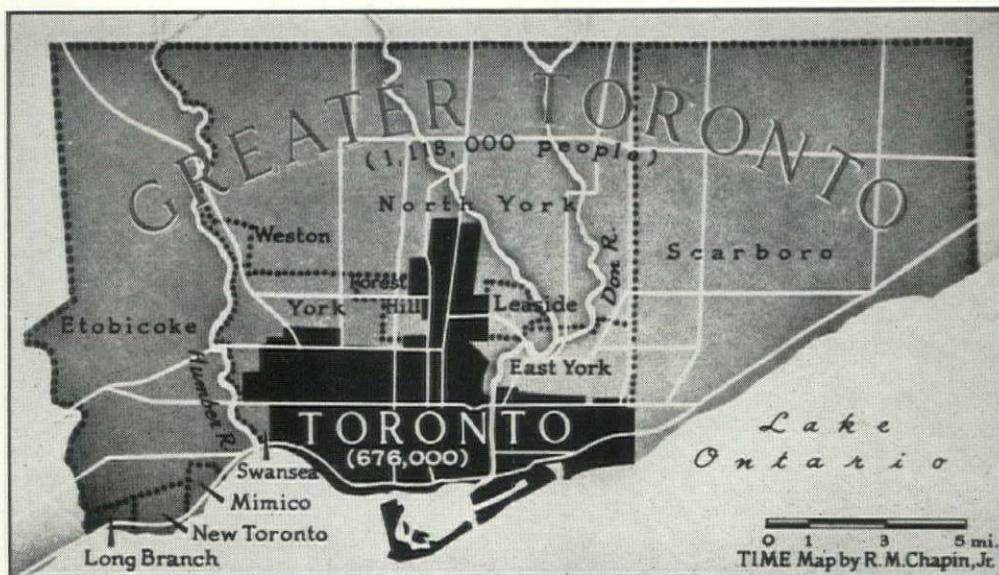 GREATER TORONTO
(1,118,000 people)
North York
Weston
Scarboro
Don R.
Forest
Hill
York
Leaside
Etobicoke
East York
Humber R.
TORONTO
(676,000)
Lake
Ontario
Swansea
Mimico
New Toronto
Long Branch
0 1 3 5 mi.
TIME Map by R.M.Chapin,Jr.